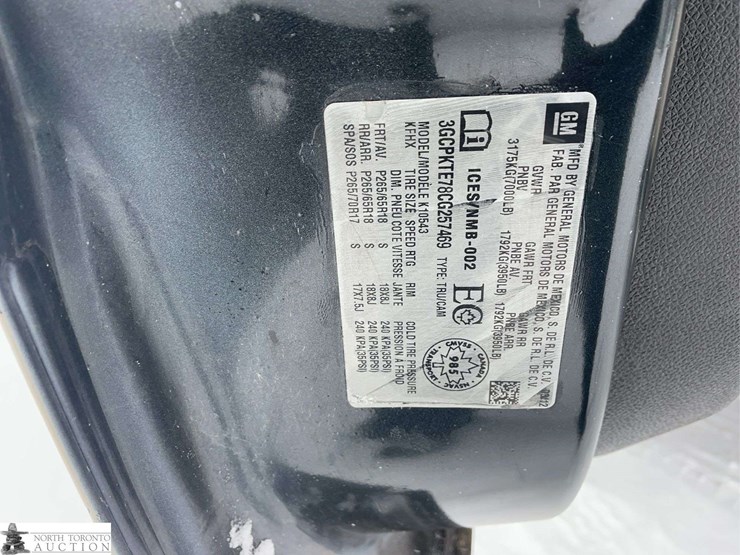 GM
MFD BY GENERAL MOTORS DE MEXICO, S. DE R.L. DE C.V.
FAB. PAR GENERAL MOTORS DE MEXICO, S. DE R.L. DE C.V.
GVWR GAWR FRT GAWR RR
PNBV PNBE AV. PNBE ARR.
3175KG(7000LB) 1792KG(3950LB) 1792KG(3950LB)
ICES/NMB-002
3GCPKTE78CG257469 TYPE: TRU/CAM
MODEL/MODÈLE K10543
KFHX
TIRE SIZE SPEED RTG RIM COLD TIRE PRESSURE
DIM. PNEU COTE VITESSE JANTE PRESSION À FROID
FRT/AV. P265/65R18 S 18X8J 240 KPA(35PSI)
RR/ARR. P265/65R18 S 18X8J 240 KPA(35PSI)
SPA/SOS P265/70R17 S 17X7.5J 240 KPA(35PSI)
CANADA
CMVSS
NSVAC
985
NORTH TORONTO
AUCTION